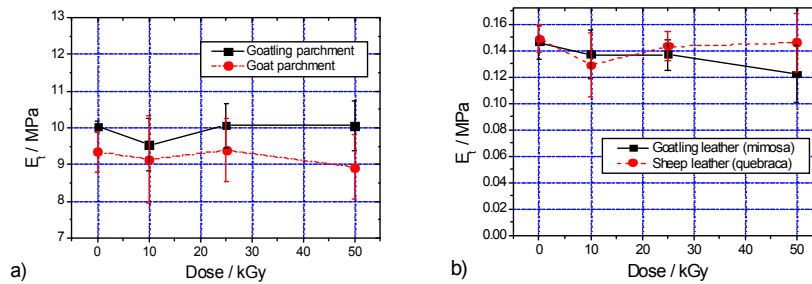 13
12
11
10
9
8
7
E_t / MPa
Goatling parchment
Goat parchment
0 10 20 30 40 50
Dose / kGy
a)
0.16
0.14
0.12
0.10
0.08
0.06
0.04
0.02
0.00
E_t / MPa
Goatling leather (mimosa)
Sheep leather (quebraca)
0 10 20 30 40 50
Dose / kGy
b)